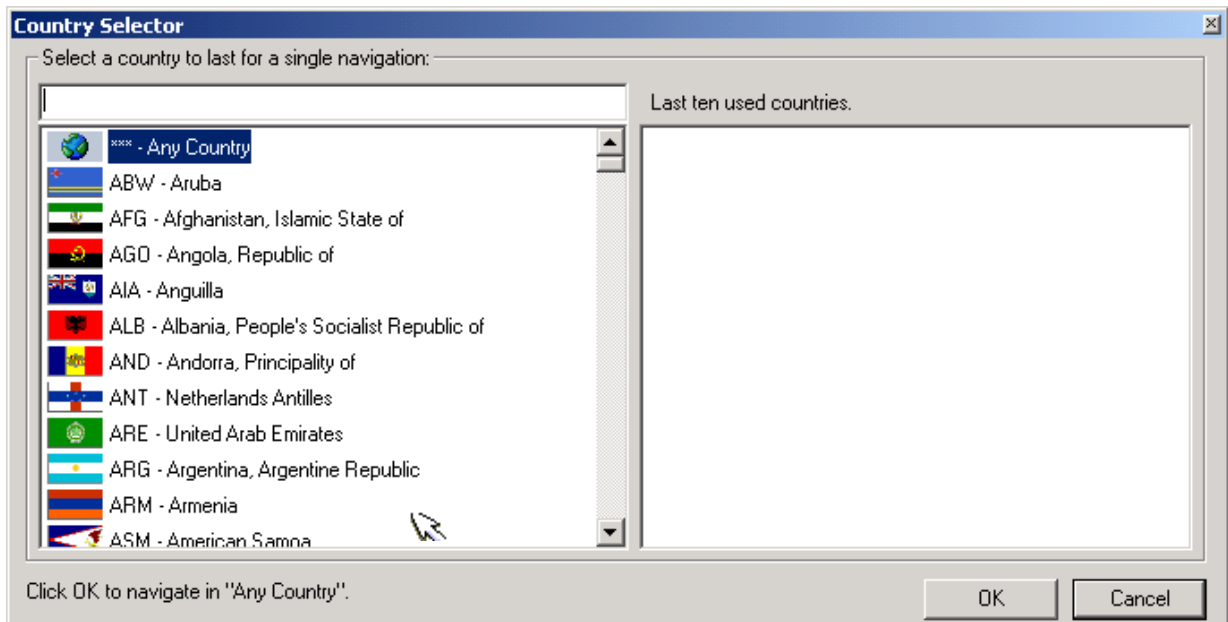 Country Selector
Select a country to last for a single navigation:
Last ten used countries.
*** - Any Country
ABW - Aruba
AFG - Afghanistan, Islamic State of
AGO - Angola, Republic of
AIA - Anguilla
ALB - Albania, People's Socialist Republic of
AND - Andorra, Principality of
ANT - Netherlands Antilles
ARE - United Arab Emirates
ARG - Argentina, Argentine Republic
ARM - Armenia
ASM - American Samoa
Click OK to navigate in "Any Country".
OK
Cancel